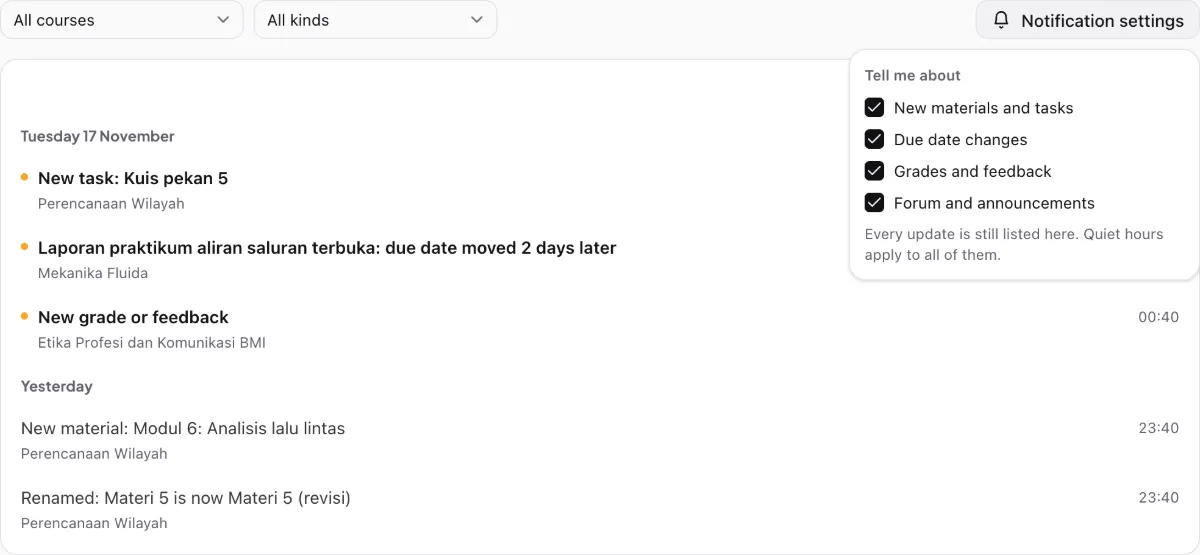 All courses
All kinds
Notification settings
Tell me about
New materials and tasks
Due date changes
Grades and feedback
Forum and announcements
Every update is still listed here. Quiet hours
apply to all of them.
Tuesday 17 November
New task: Kuis pekan 5
Perencanaan Wilayah
Laporan praktikum aliran saluran terbuka: due date moved 2 days later
Mekanika Fluida
New grade or feedback
00:40
Etika Profesi dan Komunikasi BMI
Yesterday
New material: Modul 6: Analisis lalu lintas
23:40
Perencanaan Wilayah
Renamed: Materi 5 is now Materi 5 (revisi)
23:40
Perencanaan Wilayah